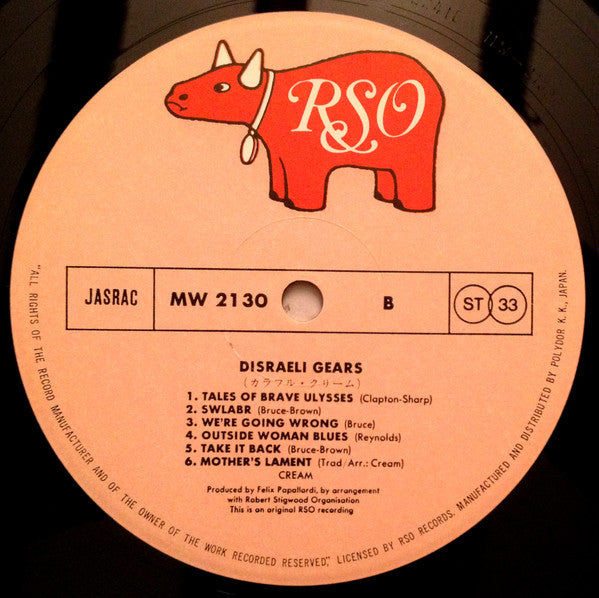 RSO
JASRAC
MW 2130
B
ST 33
DISRAELI GEARS
(カラフル・クリーム)
1. TALES OF BRAVE ULYSSES (Clapton-Sharp)
2. SWLABR (Bruce-Brown)
3. WE'RE GOING WRONG (Bruce)
4. OUTSIDE WOMAN BLUES (Reynolds)
5. TAKE IT BACK (Bruce-Brown)
6. MOTHER'S LAMENT (Trad/Arr.: Cream)
CREAM
Produced by Felix Papallardi, by arrangement
with Robert Stigwood Organisation
This is an original RSO recording
"ALL RIGHTS OF THE RECORD MANUFACTURER AND OF THE OWNER OF THE WORK RECORDED RESERVED," LICENSED BY RSO RECORDS, MANUFACTURED AND DISTRIBUTED BY POLYDOR K. K., JAPAN.